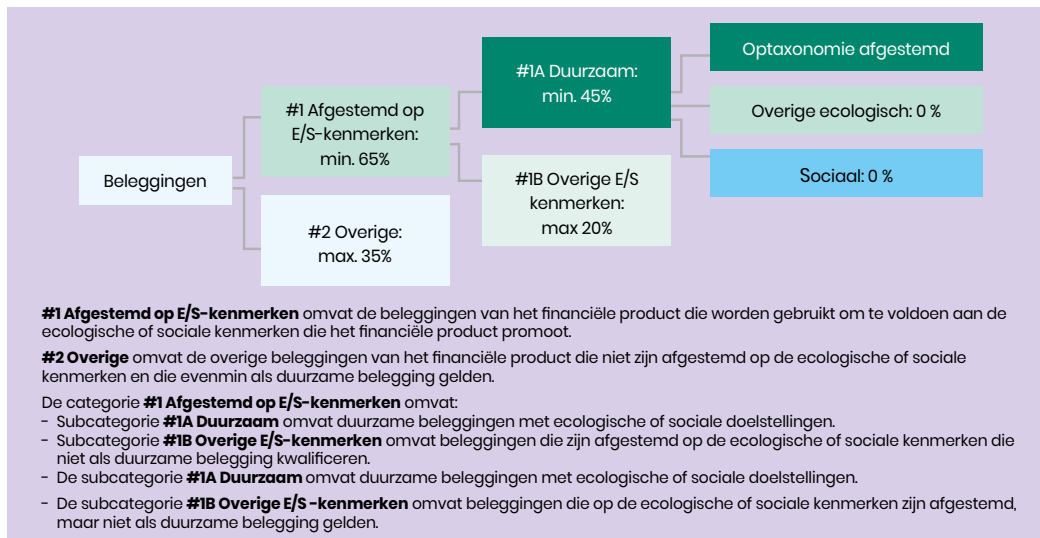 Beleggingen
#1 Afgestemd op
E/S-kenmerken:
min. 65%
#2 Overige:
max. 35%
#1A Duurzaam:
min. 45%
#1B Overige E/S
kenmerken:
max 20%
Optaxonomie afgestemd
Overige ecologisch: 0 %
Sociaal: 0 %
#1 Afgestemd op E/S-kenmerken omvat de beleggingen van het financiële product die worden gebruikt om te voldoen aan de
ecologische of sociale kenmerken die het financiële product promoot.
#2 Overige omvat de overige beleggingen van het financiële product die niet zijn afgestemd op de ecologische of sociale
kenmerken en die evenmin als duurzame belegging gelden.
De categorie #1 Afgestemd op E/S-kenmerken omvat:
- Subcategorie #1A Duurzaam omvat duurzame beleggingen met ecologische of sociale doelstellingen.
- Subcategorie #1B Overige E/S-kenmerken omvat beleggingen die zijn afgestemd op de ecologische of sociale kenmerken die
niet als duurzame belegging kwalificeren.
- De subcategorie #1A Duurzaam omvat duurzame beleggingen met ecologische of sociale doelstellingen.
- De subcategorie #1B Overige E/S -kenmerken omvat beleggingen die op de ecologische of sociale kenmerken zijn afgestemd,
maar niet als duurzame belegging gelden.